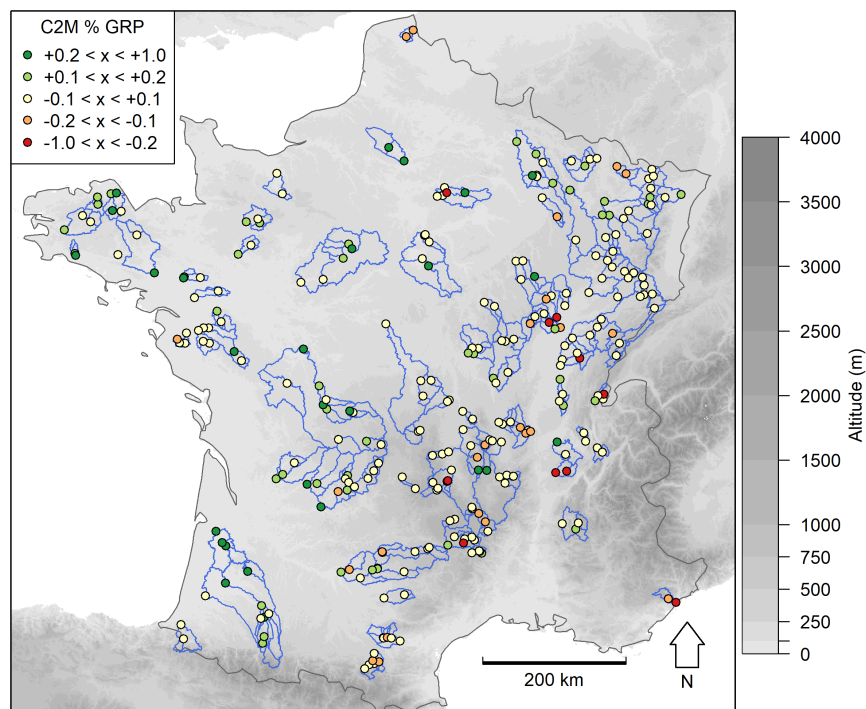 C2M % GRP
+0.2 < x < +1.0
+0.1 < x < +0.2
-0.1 < x < +0.1
-0.2 < x < -0.1
-1.0 < x < -0.2
4000
3500
3000
2500
2000
1500
1000
750
500
250
0
Altitude (m)
200 km
N